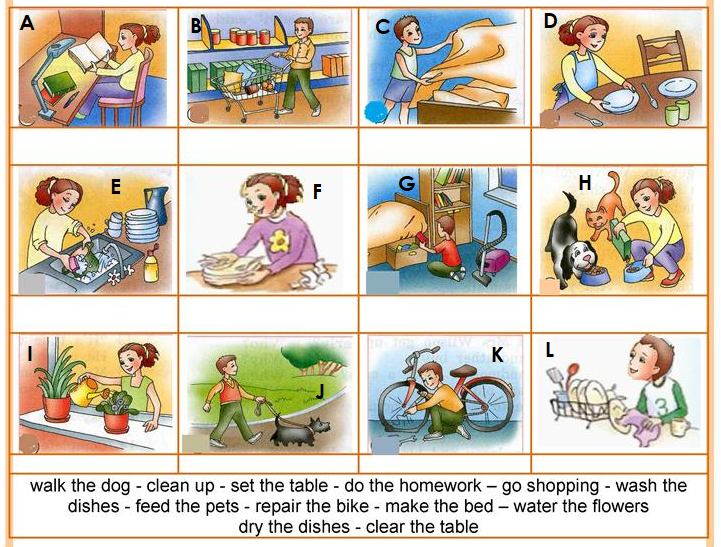 A
B
C
D
E
F
G
H
I
J
K
L
walk the dog - clean up - set the table - do the homework – go shopping - wash the
dishes - feed the pets - repair the bike - make the bed – water the flowers
dry the dishes - clear the table